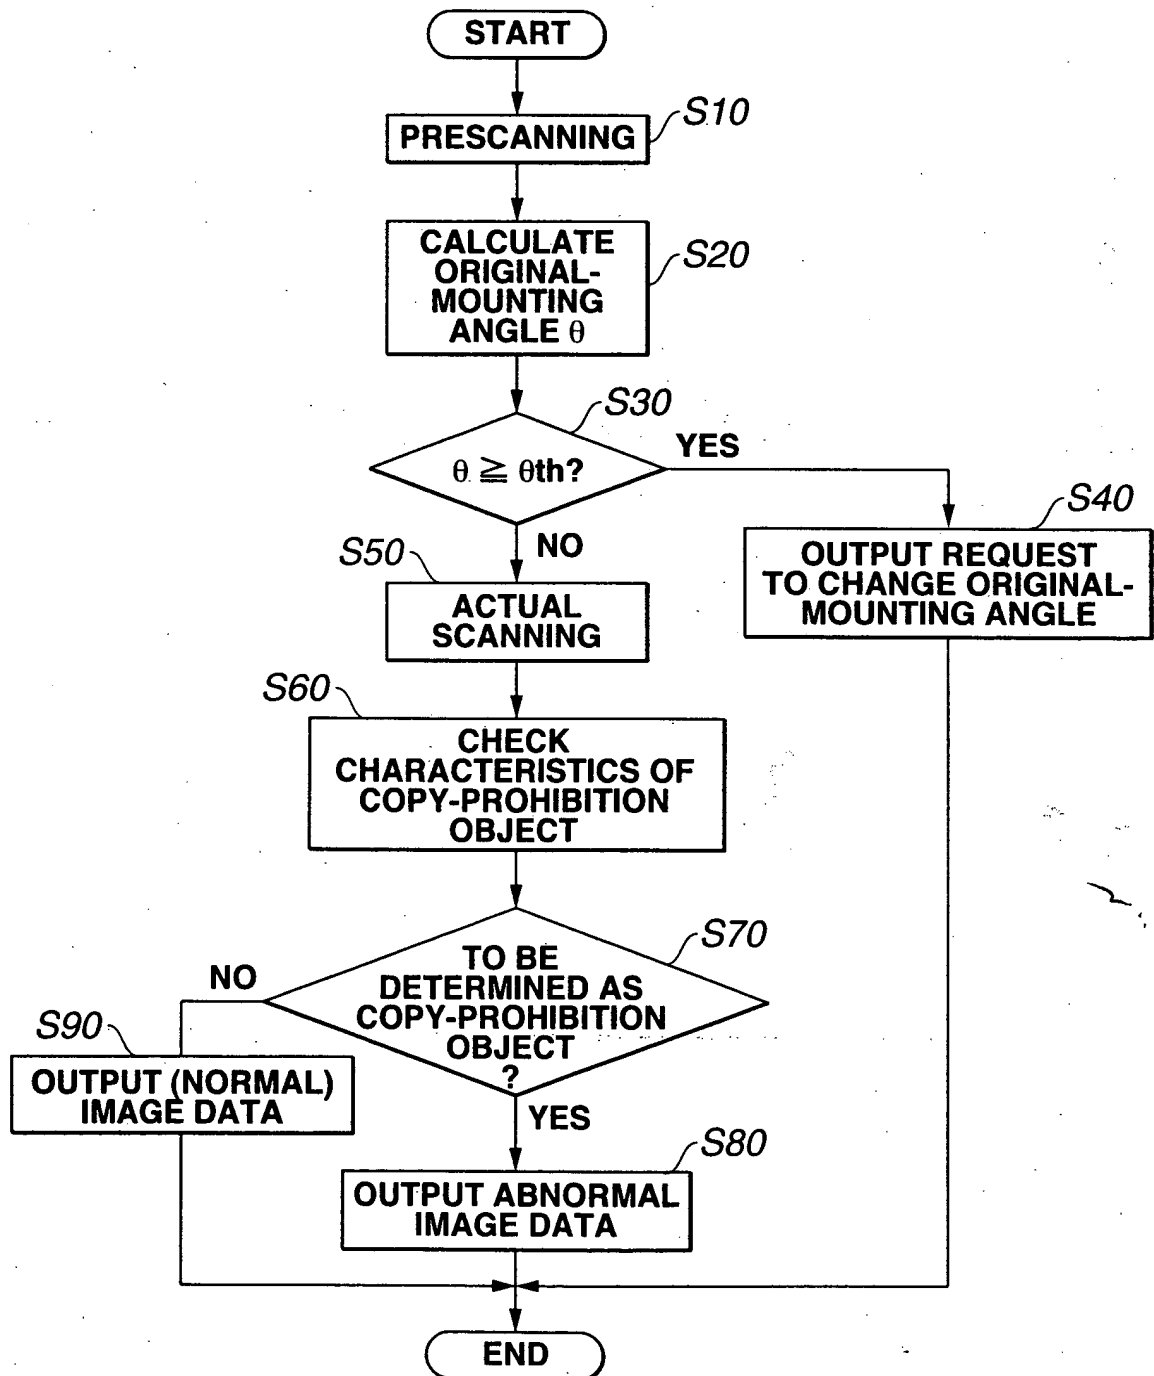 START
S10
PRESCANNING
S20
CALCULATE
ORIGINAL-
MOUNTING
ANGLE θ
S30
θ ≧ θth?
YES
NO
S40
OUTPUT REQUEST
TO CHANGE ORIGINAL-
MOUNTING ANGLE
S50
ACTUAL
SCANNING
S60
CHECK
CHARACTERISTICS OF
COPY-PROHIBITION
OBJECT
S70
TO BE
DETERMINED AS
COPY-PROHIBITION
OBJECT
?
NO
S90
OUTPUT (NORMAL)
IMAGE DATA
YES
S80
OUTPUT ABNORMAL
IMAGE DATA
END